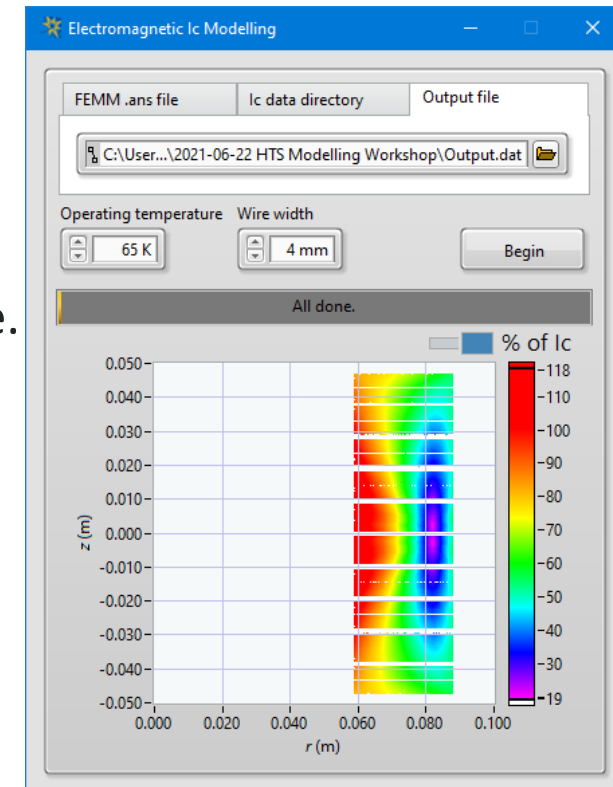 Electromagnetic Ic Modelling
FEMM .ans file Ic data directory Output file
C:\User...\2021-06-22 HTS Modelling Workshop\Output.dat
Operating temperature Wire width
65 K 4 mm Begin
e.
All done.
% of Ic
0.050
0.040
0.030
0.020
0.010
0.000
-0.010
-0.020
-0.030
-0.040
-0.050
z (m)
118
110
100
90
80
70
60
50
40
30
19
0.000 0.020 0.040 0.060 0.080 0.100
r (m)